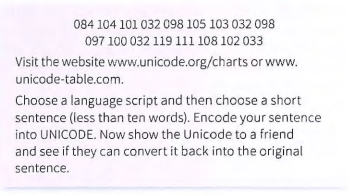 084 104 101 032 098 105 103 032 098
097 100 032 119 111 108 102 033
Visit the website www.unicode.org/charts or www.
unicode-table.com.
Choose a language script and then choose a short
sentence (less than ten words). Encode your sentence
into UNICODE. Now show the Unicode to a friend
and see if they can convert it back into the original
sentence.